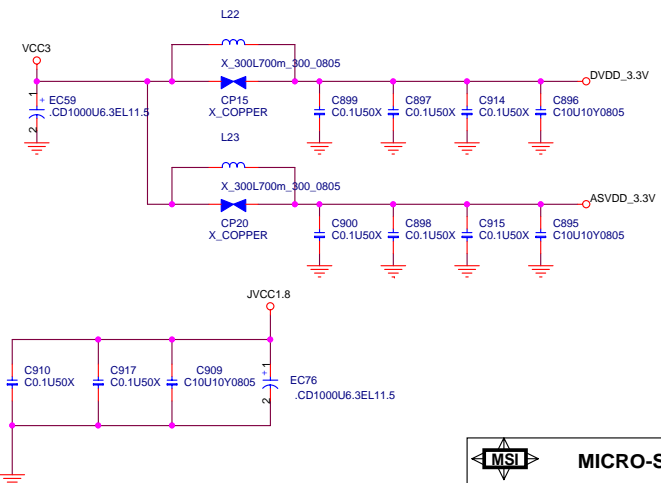 L22
VCC3
X_300L700m_300_0805
DVDD_3.3V
1
+ EC59
.CD1000U6.3EL11.5
2
CP15
X_COPPER
C899
C0.1U50X
C897
C0.1U50X
C914
C0.1U50X
C896
C10U10Y0805
L23
X_300L700m_300_0805
ASVDD_3.3V
CP20
X_COPPER
C900
C0.1U50X
C898
C0.1U50X
C915
C0.1U50X
C895
C10U10Y0805
JVCC1.8
C910
C0.1U50X
C917
C0.1U50X
C909
C10U10Y0805
1
+
2
EC76
.CD1000U6.3EL11.5
MSI
MICRO-S